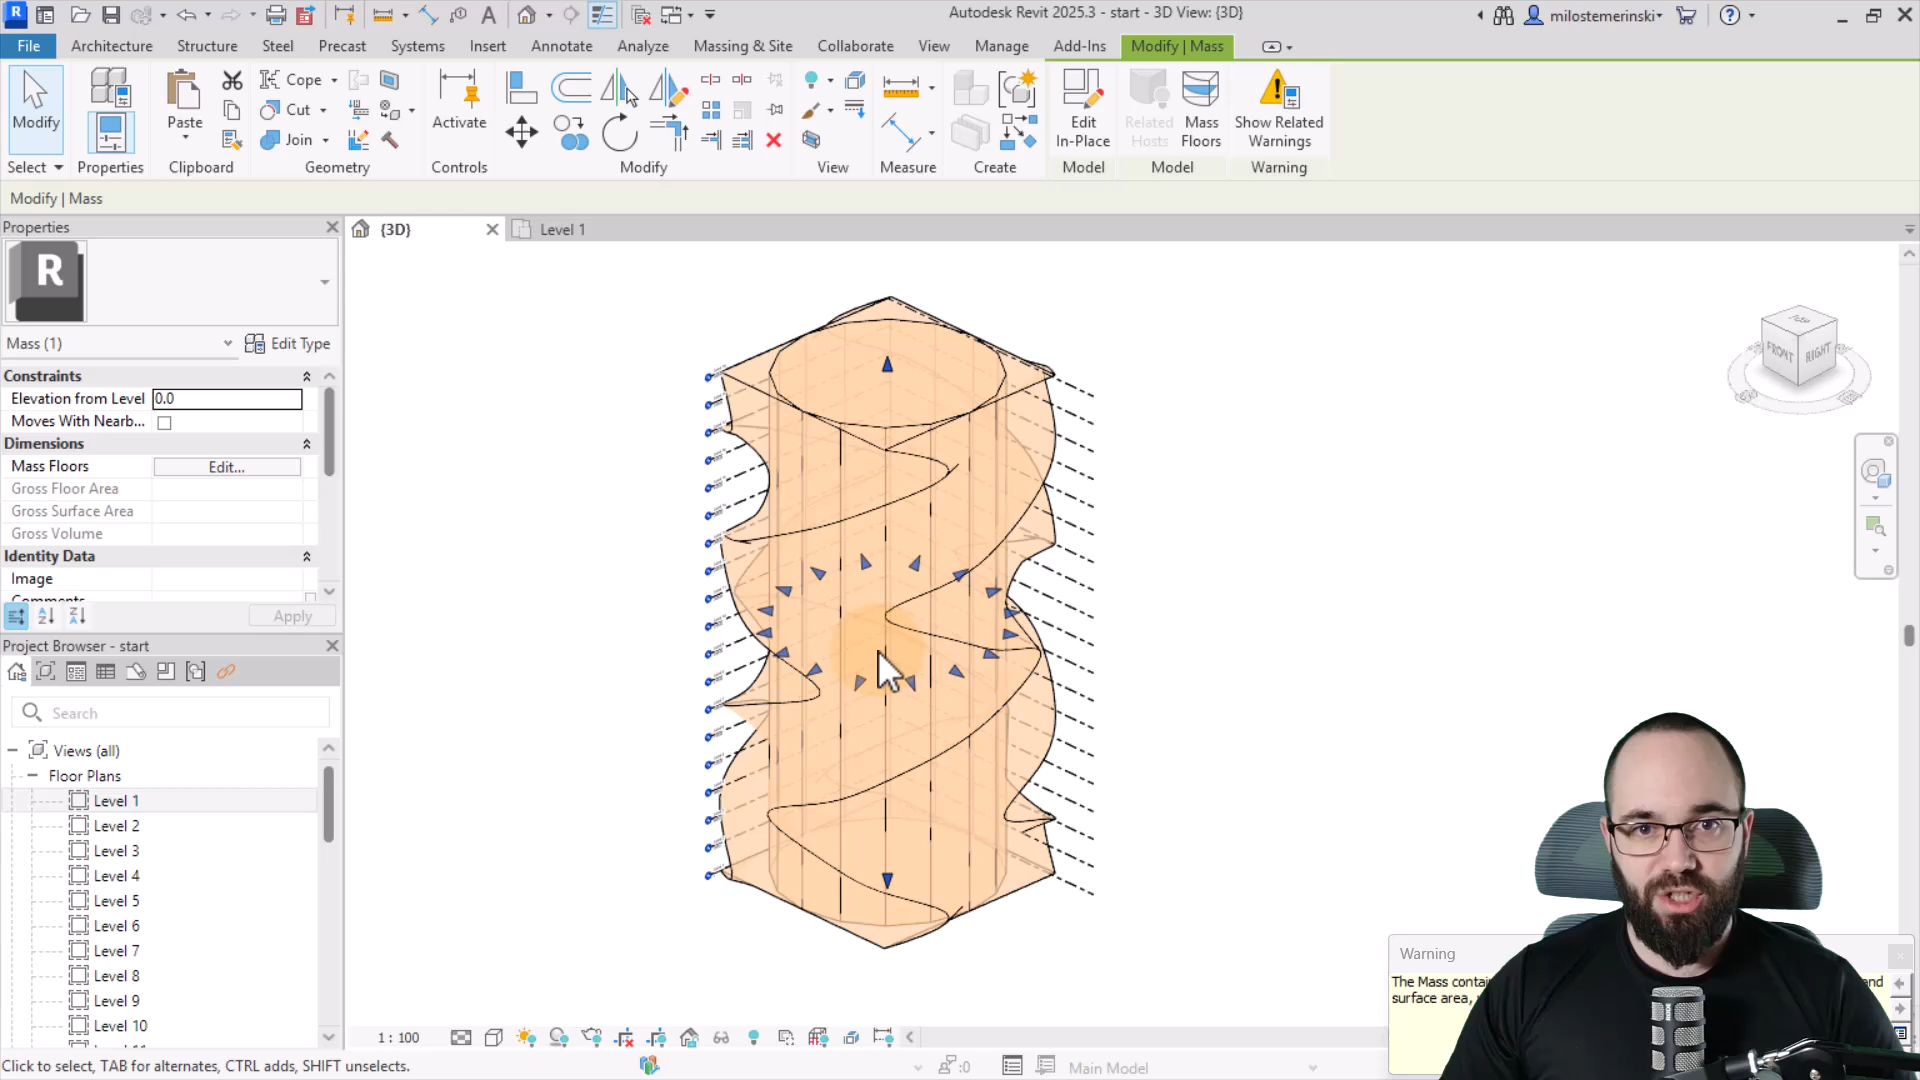 Autodesk Revit 2025.3 - start - 3D View: {3D}
milostemerinski
File
Architecture
Structure
Steel
Precast
Systems
Insert
Annotate
Analyze
Massing & Site
Collaborate
View
Manage
Add-Ins
Modify | Mass
Modify
Paste
Cope
Cut
Join
Activate
Edit
In-Place
Related
Hosts
Mass
Floors
Show Related
Warnings
Select
Properties
Clipboard
Geometry
Controls
Modify
View
Measure
Create
Model
Model
Warning
Modify | Mass
Properties
{3D}
Level 1
R
Mass (1)
Edit Type
Constraints
Elevation from Level
0.0
Moves With Nearb...
Dimensions
Mass Floors
Edit...
Gross Floor Area
Gross Surface Area
Gross Volume
Identity Data
Image
Apply
Project Browser - start
Search
Views (all)
Floor Plans
Level 1
Level 2
Level 3
Level 4
Level 5
Level 6
Level 7
Level 8
Level 9
Level 10
TOP
FRONT
RIGHT
Warning
The Mass
surface area,
1 : 100
Click to select, TAB for alternates, CTRL adds, SHIFT unselects.
:0
Main Model